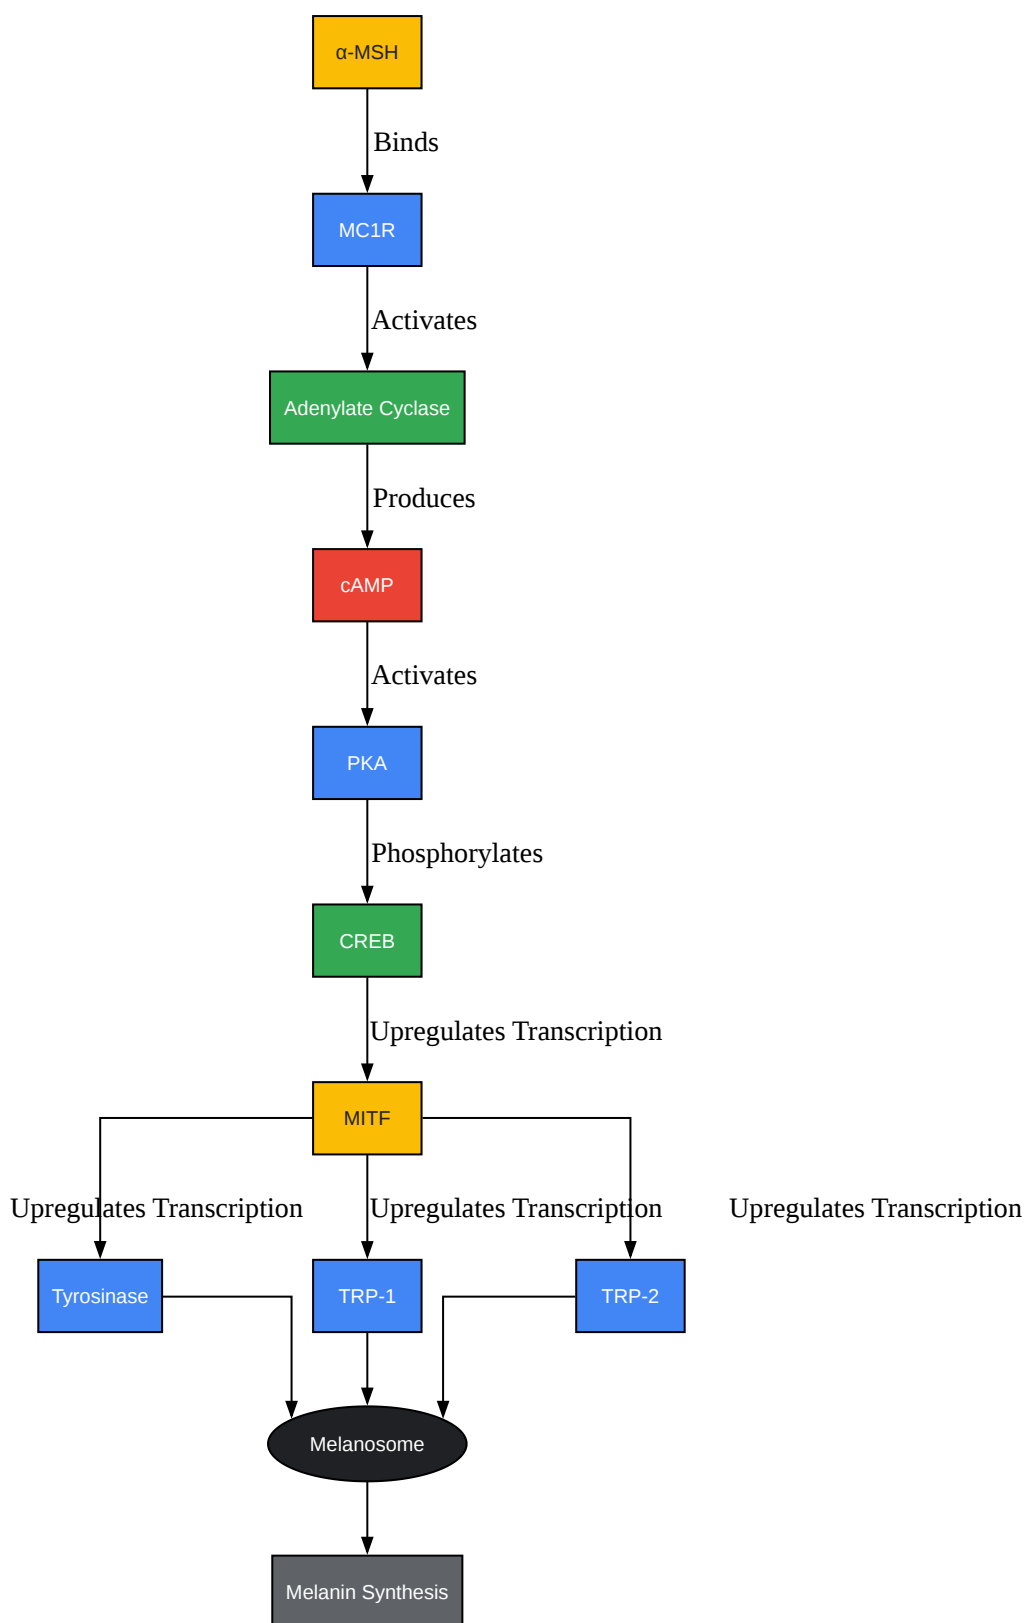 α-MSH
Binds
MC1R
Activates
Adenylate Cyclase
Produces
cAMP
Activates
PKA
Phosphorylates
CREB
Upregulates Transcription
MITF
Upregulates Transcription
Upregulates Transcription
Upregulates Transcription
Tyrosinase
TRP-1
TRP-2
Melanosome
Melanin Synthesis